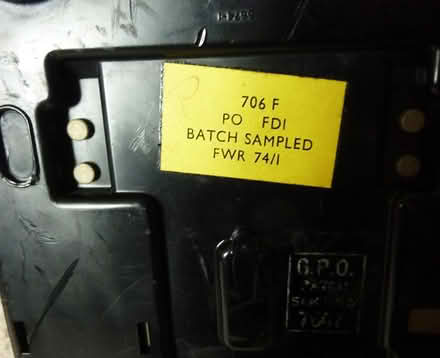 706 F
PO FDI
BATCH SAMPLED
FWR 74/1
G.P.O.